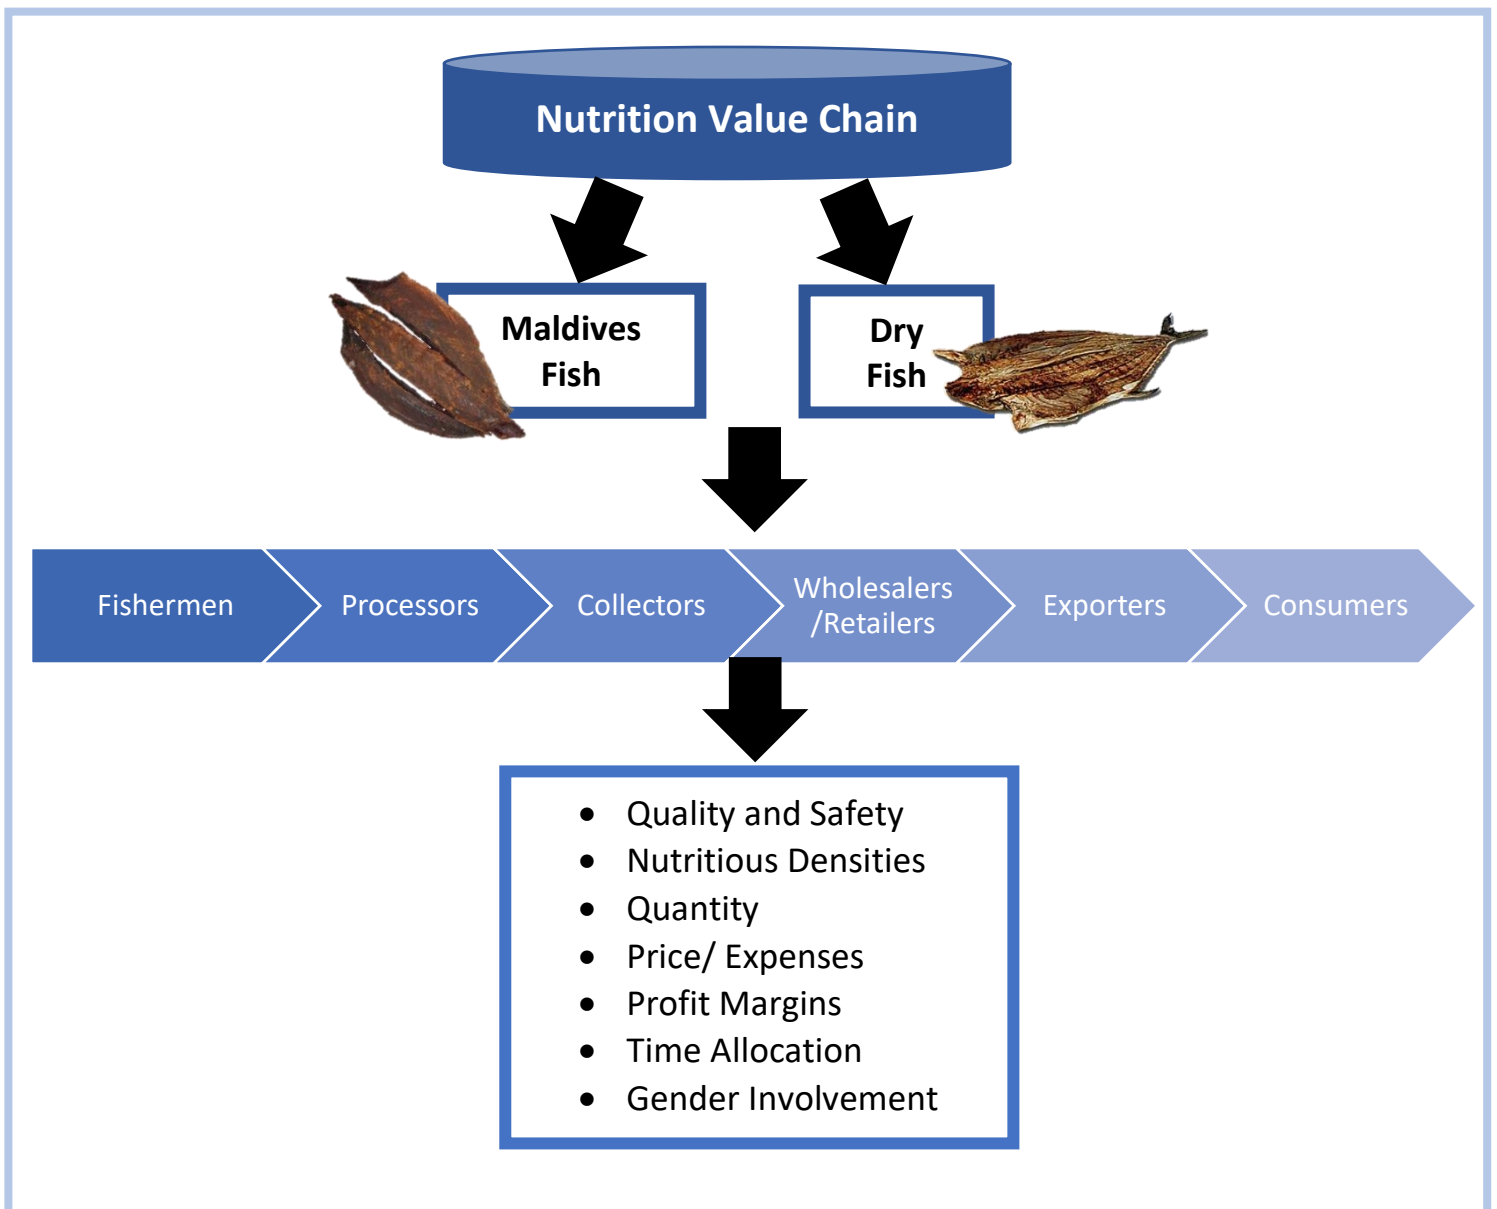 Nutrition Value Chain
Maldives
Fish
Dry
Fish
Fishermen
Processors
Collectors
Wholesalers
/Retailers
Exporters
Consumers
• Quality and Safety
• Nutritious Densities
• Quantity
• Price/ Expenses
• Profit Margins
• Time Allocation
• Gender Involvement